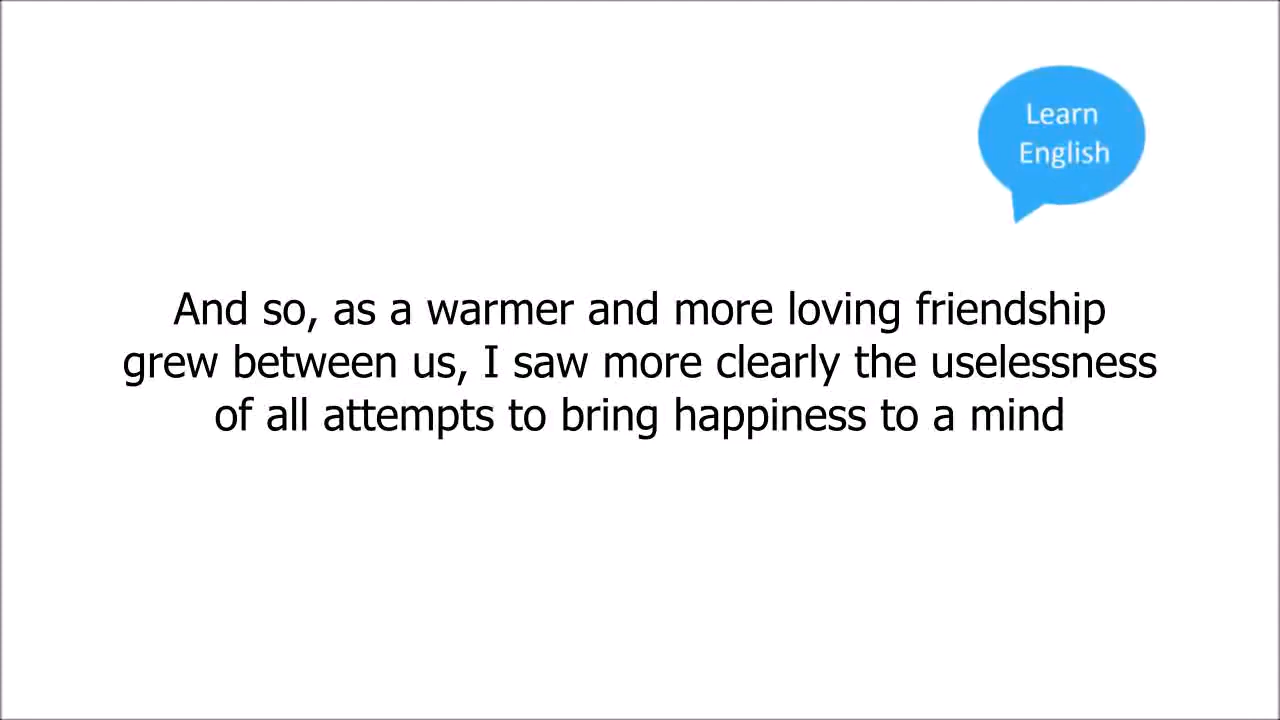 Learn
English
And so, as a warmer and more loving friendship
grew between us, I saw more clearly the uselessness
of all attempts to bring happiness to a mind